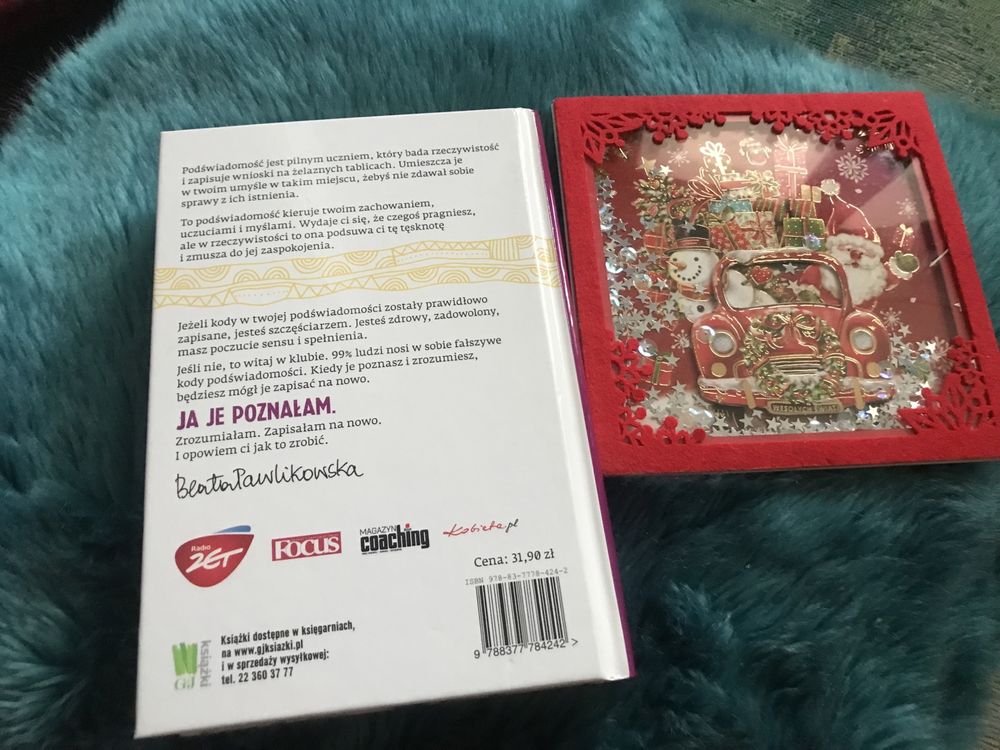 Podświadomość jest pilnym uczniem, który bada rzeczywistość
i zapisuje wnioski na żelaznych tablicach. Umieszcza je
w twoim umyśle w takim miejscu, żebyś nie zdawał sobie
sprawy z ich istnienia.
To podświadomość kieruje twoim zachowaniem,
uczuciami i myślami. Wydaje ci się, że czegoś pragniesz,
ale w rzeczywistości to ona podsuwa ci tę tęsknotę
i zmusza do jej zaspokojenia.
Jeżeli kody w twojej podświadomości zostały prawidłowo
zapisane, jesteś szczęściarzem. Jesteś zdrowy, zadowolony,
masz poczucie sensu i spełnienia.
Jeśli nie, to witaj w klubie. 99% ludzi nosi w sobie fałszywe
kody podświadomości. Kiedy je poznasz i zrozumiesz,
będziesz mógł je zapisać na nowo.
JA JE POZNAŁAM.
Zrozumiałam. Zapisałam na nowo.
I opowiem ci jak to zrobić.
Beata Pawlikowska
Radio
ZET
FOCUS
MAGAZYN
coaching
Kobieta.pl
Cena: 31,90 zł
ISBN 978-83-7778-424-2
9 788377 784242 >
G+J
książki
Książki dostępne w księgarniach,
na www.gjksiazki.pl
i w sprzedaży wysyłkowej:
tel. 22 360 37 77
WESOŁYCH ŚWIĄT